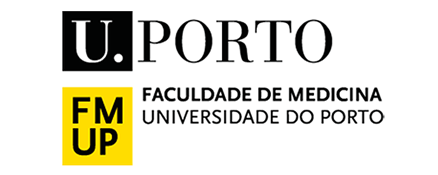 U. PORTO
FM
UP
FACULDADE DE MEDICINA
UNIVERSIDADE DO PORTO